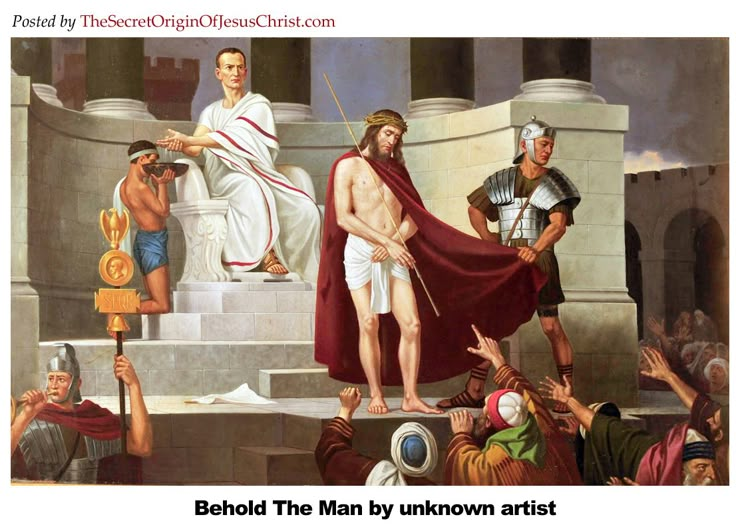 Posted by TheSecretOriginOfJesusChrist.com
Behold The Man by unknown artist